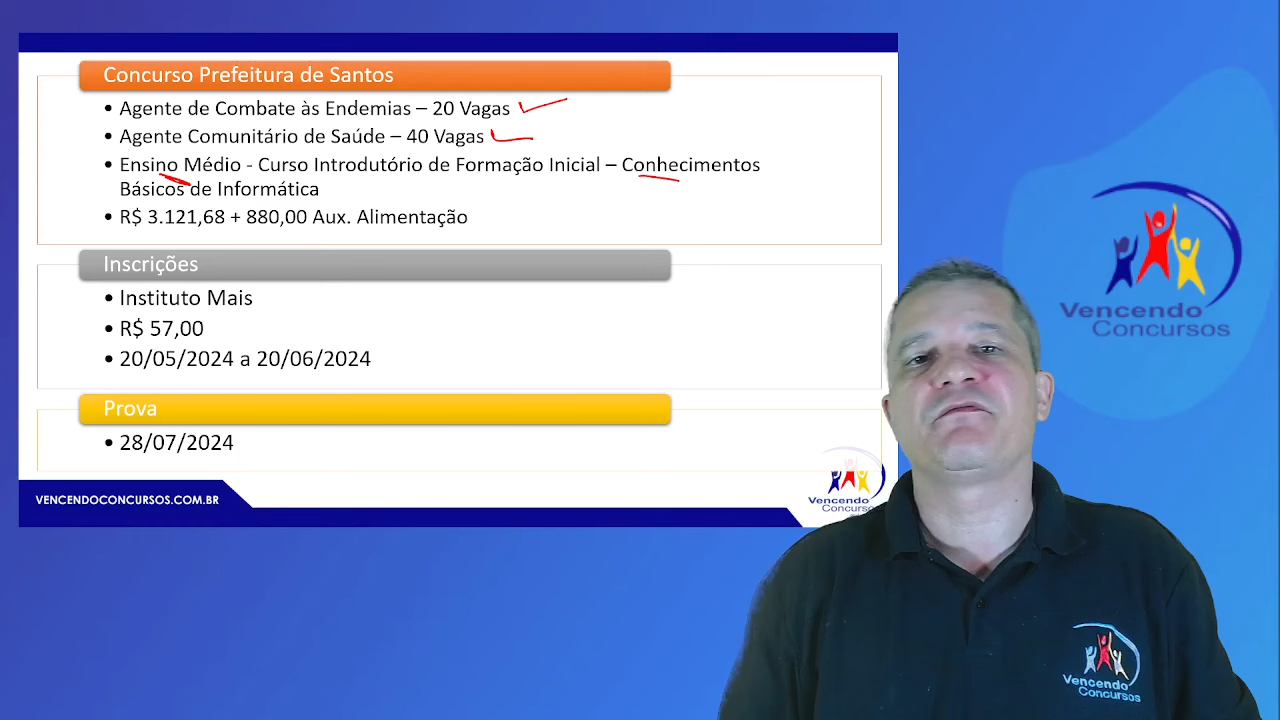 Concurso Prefeitura de Santos
• Agente de Combate às Endemias – 20 Vagas
• Agente Comunitário de Saúde – 40 Vagas
• Ensino Médio - Curso Introdutório de Formação Inicial – Conhecimentos
Básicos de Informática
• R$ 3.121,68 + 880,00 Aux. Alimentação
Inscrições
• Instituto Mais
• R$ 57,00
• 20/05/2024 a 20/06/2024
Prova
• 28/07/2024
VENCENDOCONCURSOS.COM.BR
Vencendo
Concursos
Vencendo
Concursos
Vencendo
Concursos